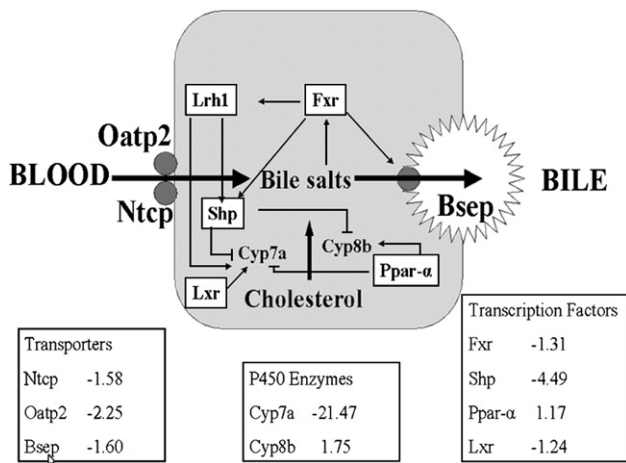 Lrh1 Fxr
Oatp2
BLOOD Bile salts BILE
Ntcp Bsep
Shp
Cyp7a Cyp8b
Ppar-α
Lxr
Cholesterol
Transporters
Ntcp -1.58
Oatp2 -2.25
Bsep -1.60
P450 Enzymes
Cyp7a -21.47
Cyp8b 1.75
Transcription Factors
Fxr -1.31
Shp -4.49
Ppar-α 1.17
Lxr -1.24